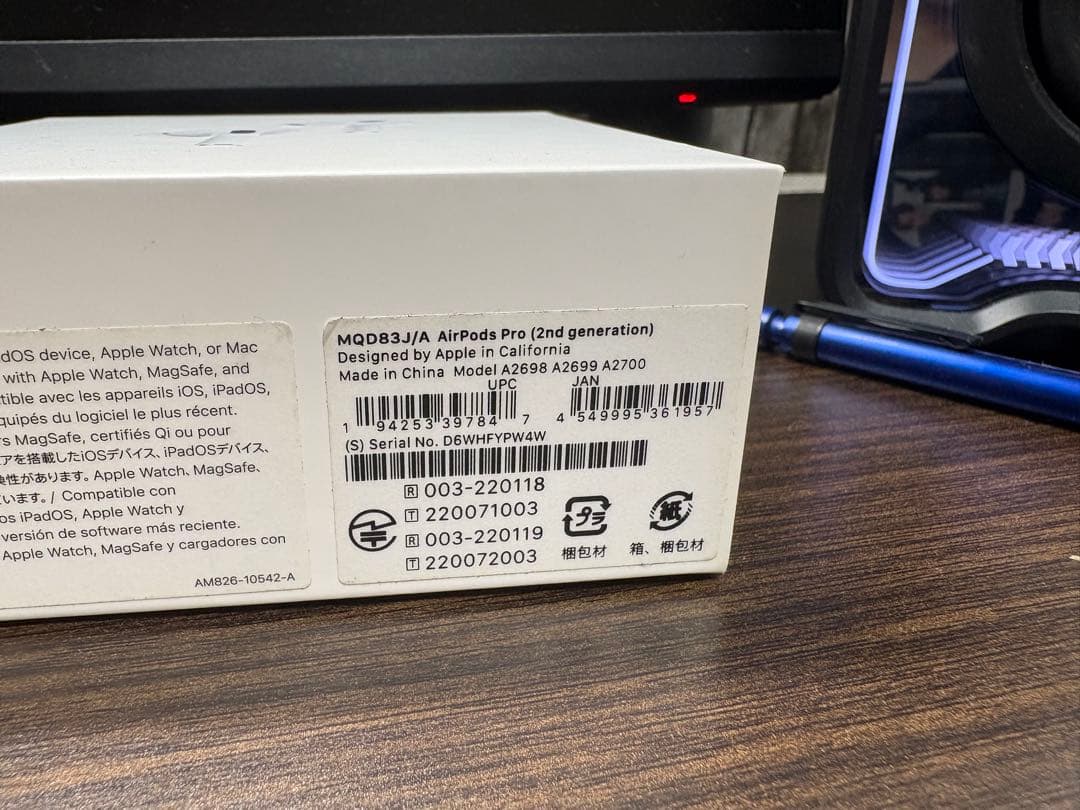 adOS device, Apple Watch, or Mac
with Apple Watch, MagSafe, and
tible avec les appareils iOS, iPadOS,
quipés du logiciel le plus récent.
rs MagSafe, certifiés Qi ou pour
アを搭載したiOSデバイス、iPadOSデバイス、
換性があります。Apple Watch、MagSafe、
ています。/ Compatible con
os iPadOS, Apple Watch y
versión de software más reciente.
Apple Watch, MagSafe y cargadores con
AM826-10542-A
MQD83J/A AirPods Pro (2nd generation)
Designed by Apple in California
Made in China Model A2698 A2699 A2700
UPC JAN
1 94253 39784 7 4 549995 361957
(S) Serial No. D6WHFYPW4W
R 003-220118
T 220071003
R 003-220119
T 220072003
プラ
紙
梱包材 箱、梱包材